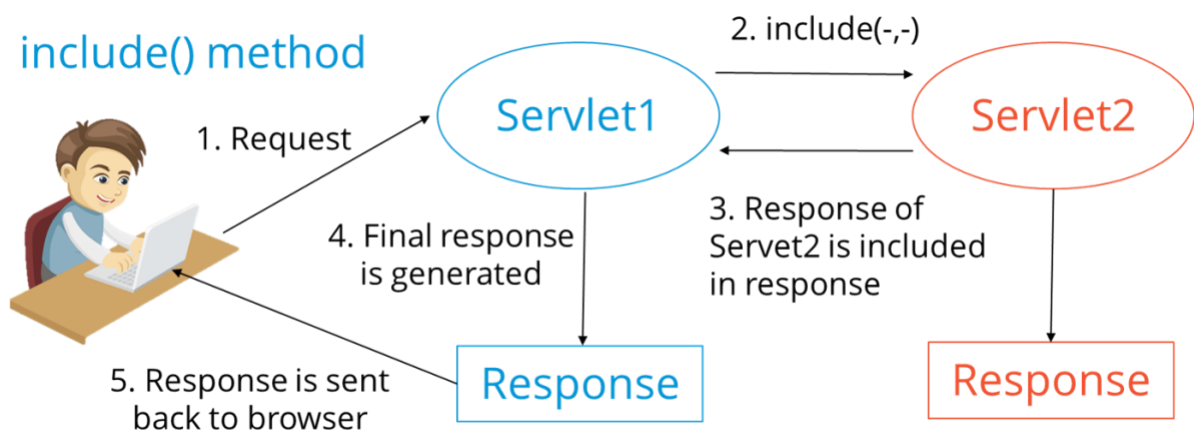 include() method
2. include(-,-)
Servlet1
Servlet2
1. Request
3. Response of
Servet2 is included
in response
4. Final response
is generated
Response
Response
5. Response is sent
back to browser